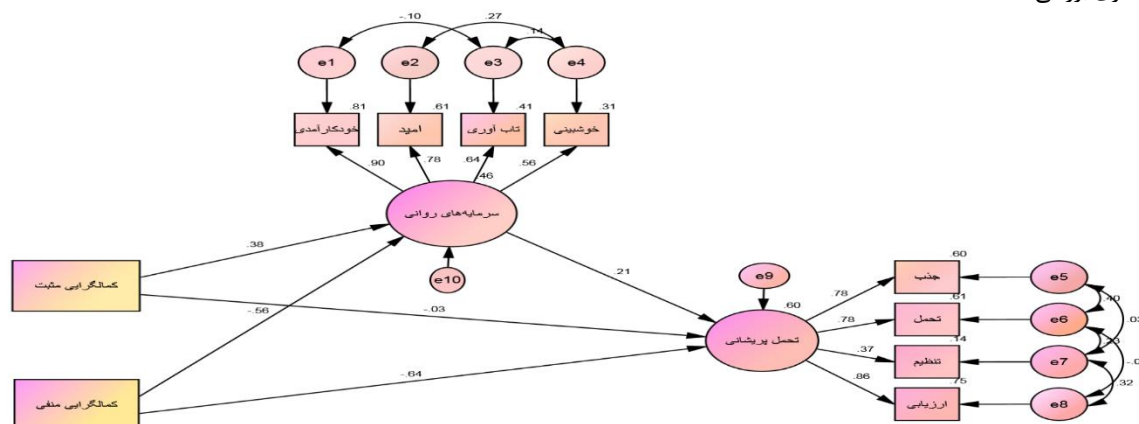 -.10
.27
.14
e1
e2
e3
e4
.81
.61
.41
.31
خودکارآمدی
امید
تاب آوری
خوشبینی
.90
.78
.64
.56
.46
سرمایه‌های روانی
.38
کمالگرایی مثبت
e10
.21
e9
.60
جذب
e5
-.56
-.03
.78
.60
.61
.40
.03
تحمل پریشانی
.78
تحمل
e6
.37
.14
تنظیم
e7
-.64
.86
.75
.32
کمالگرایی منفی
ارزیابی
e8